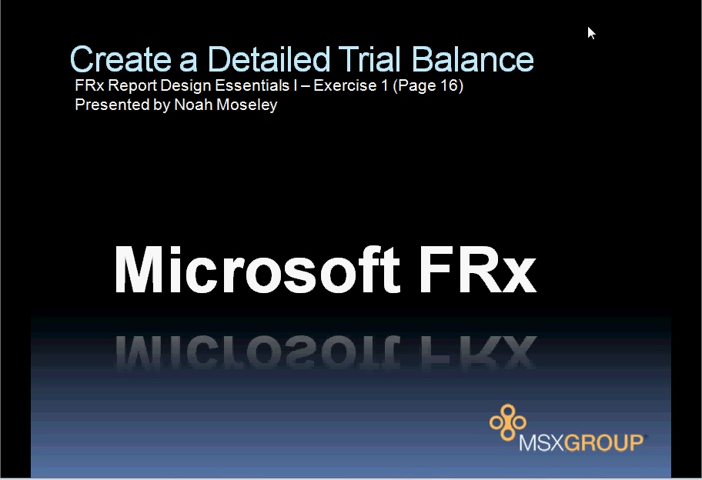 Create a Detailed Trial Balance
FRx Report Design Essentials I – Exercise 1 (Page 16)
Presented by Noah Moseley
Microsoft FRx
MSXGROUP